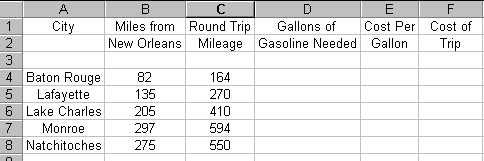 A B C D E F
1 City Miles from Round Trip Gallons of Cost Per Cost of
2 New Orleans Mileage Gasoline Needed Gallon Trip
3
4 Baton Rouge 82 164
5 Lafayette 135 270
6 Lake Charles 205 410
7 Monroe 297 594
8 Natchitoches 275 550